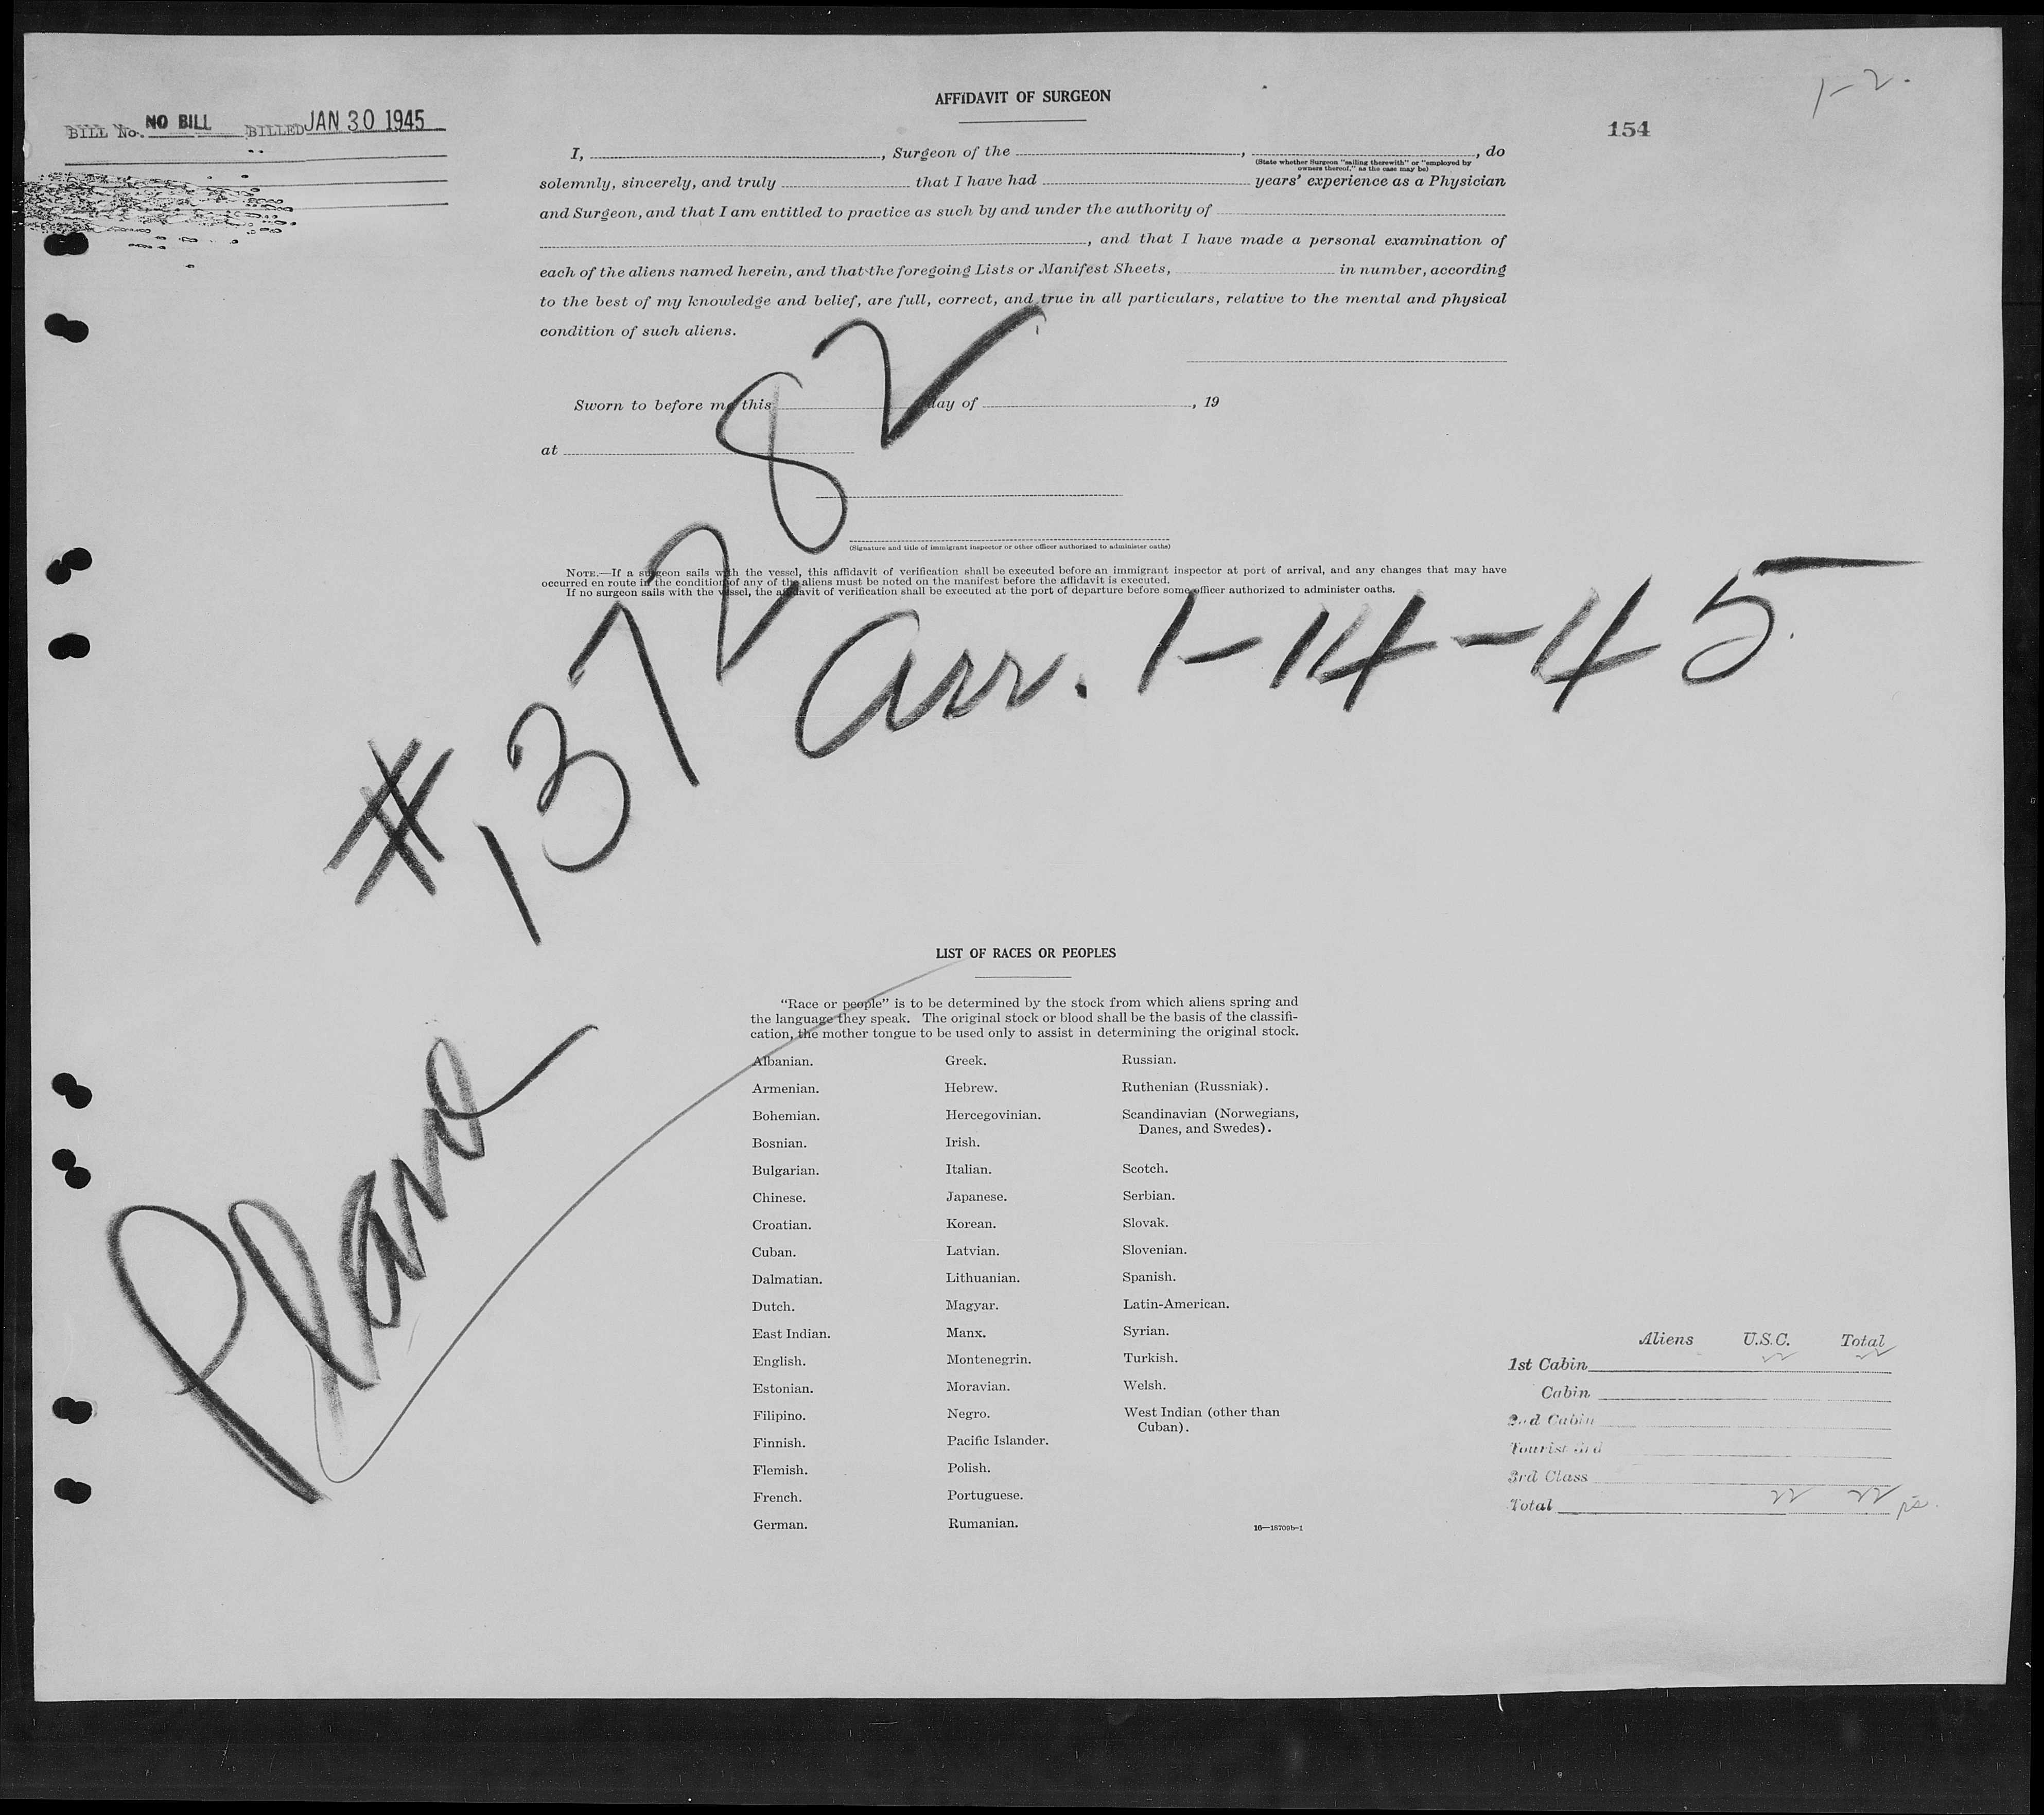 1-2.
BILL No. NO BILL BILLED JAN 30 1945
AFFIDAVIT OF SURGEON
154
I, , Surgeon of the , , do
(State whether Surgeon "sailing therewith" or "employed by
owners thereof," as the case may be)
solemnly, sincerely, and truly that I have had years' experience as a Physician
and Surgeon, and that I am entitled to practice as such by and under the authority of
, and that I have made a personal examination of
each of the aliens named herein, and that the foregoing Lists or Manifest Sheets, in number, according
to the best of my knowledge and belief, are full, correct, and true in all particulars, relative to the mental and physical
condition of such aliens.
Sworn to before me this day of , 19
at
(Signature and title of immigrant inspector or other officer authorized to administer oaths)
NOTE.—If a surgeon sails with the vessel, this affidavit of verification shall be executed before an immigrant inspector at port of arrival, and any changes that may have
occurred en route in the condition of any of the aliens must be noted on the manifest before the affidavit is executed.
If no surgeon sails with the vessel, the affidavit of verification shall be executed at the port of departure before some officer authorized to administer oaths.
Plane # 137282
arr. 1-14-45
LIST OF RACES OR PEOPLES
"Race or people" is to be determined by the stock from which aliens spring and
the language they speak. The original stock or blood shall be the basis of the classifi-
cation, the mother tongue to be used only to assist in determining the original stock.
Albanian.
Armenian.
Bohemian.
Bosnian.
Bulgarian.
Chinese.
Croatian.
Cuban.
Dalmatian.
Dutch.
East Indian.
English.
Estonian.
Filipino.
Finnish.
Flemish.
French.
German.
Greek.
Hebrew.
Hercegovinian.
Irish.
Italian.
Japanese.
Korean.
Latvian.
Lithuanian.
Magyar.
Manx.
Montenegrin.
Moravian.
Negro.
Pacific Islander.
Polish.
Portuguese.
Rumanian.
Russian.
Ruthenian (Russniak).
Scandinavian (Norwegians,
Danes, and Swedes).
Scotch.
Serbian.
Slovak.
Slovenian.
Spanish.
Latin-American.
Syrian.
Turkish.
Welsh.
West Indian (other than
Cuban).
16—18709b-1
Aliens U.S.C. Total
1st Cabin 22 22
Cabin
2nd Cabin
Tourist 3rd
3rd Class
Total 22 22